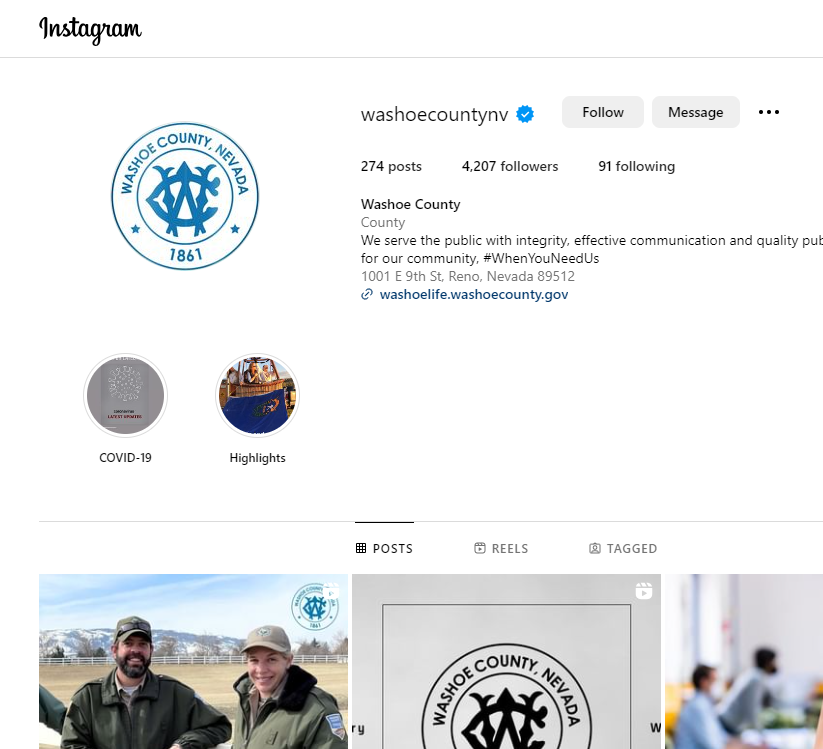 Instagram
washoecountynv
Follow
Message
WASHOE COUNTY, NEVADA
1861
274 posts
4,207 followers
91 following
Washoe County
County
We serve the public with integrity, effective communication and quality pub
for our community, #WhenYouNeedUs
1001 E 9th St, Reno, Nevada 89512
washoelife.washoecounty.gov
LATEST UPDATES
COVID-19
Highlights
POSTS
REELS
TAGGED
1861
WASHOE COUNTY, NEVADA
ry
W